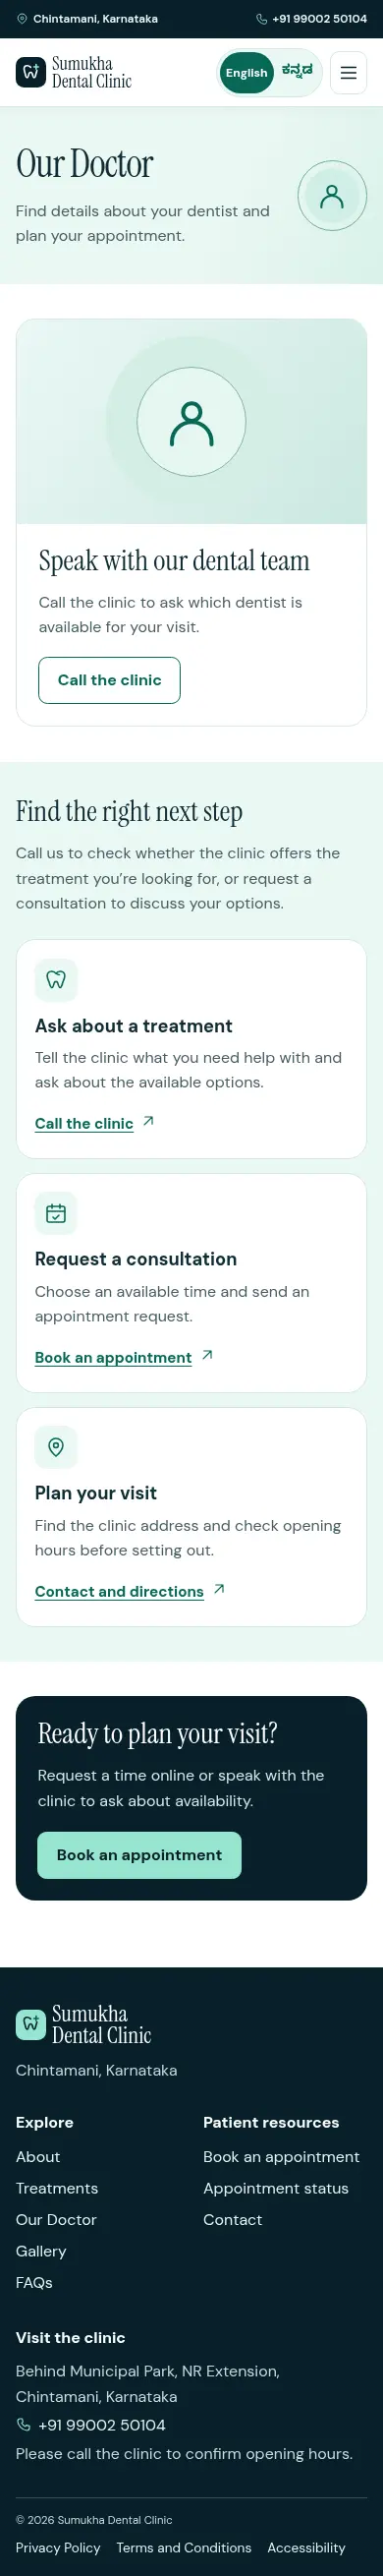 Chintamani, Karnataka
+91 99002 50104
Sumukha
Dental Clinic
English
ಕನ್ನಡ
Our Doctor
Find details about your dentist and
plan your appointment.
Speak with our dental team
Call the clinic to ask which dentist is
available for your visit.
Call the clinic
Find the right next step
Call us to check whether the clinic offers the
treatment you’re looking for, or request a
consultation to discuss your options.
Ask about a treatment
Tell the clinic what you need help with and
ask about the available options.
Call the clinic
Request a consultation
Choose an available time and send an
appointment request.
Book an appointment
Plan your visit
Find the clinic address and check opening
hours before setting out.
Contact and directions
Ready to plan your visit?
Request a time online or speak with the
clinic to ask about availability.
Book an appointment
Sumukha
Dental Clinic
Chintamani, Karnataka
Explore
About
Treatments
Our Doctor
Gallery
FAQs
Patient resources
Book an appointment
Appointment status
Contact
Visit the clinic
Behind Municipal Park, NR Extension,
Chintamani, Karnataka
+91 99002 50104
Please call the clinic to confirm opening hours.
© 2026 Sumukha Dental Clinic
Privacy Policy
Terms and Conditions
Accessibility